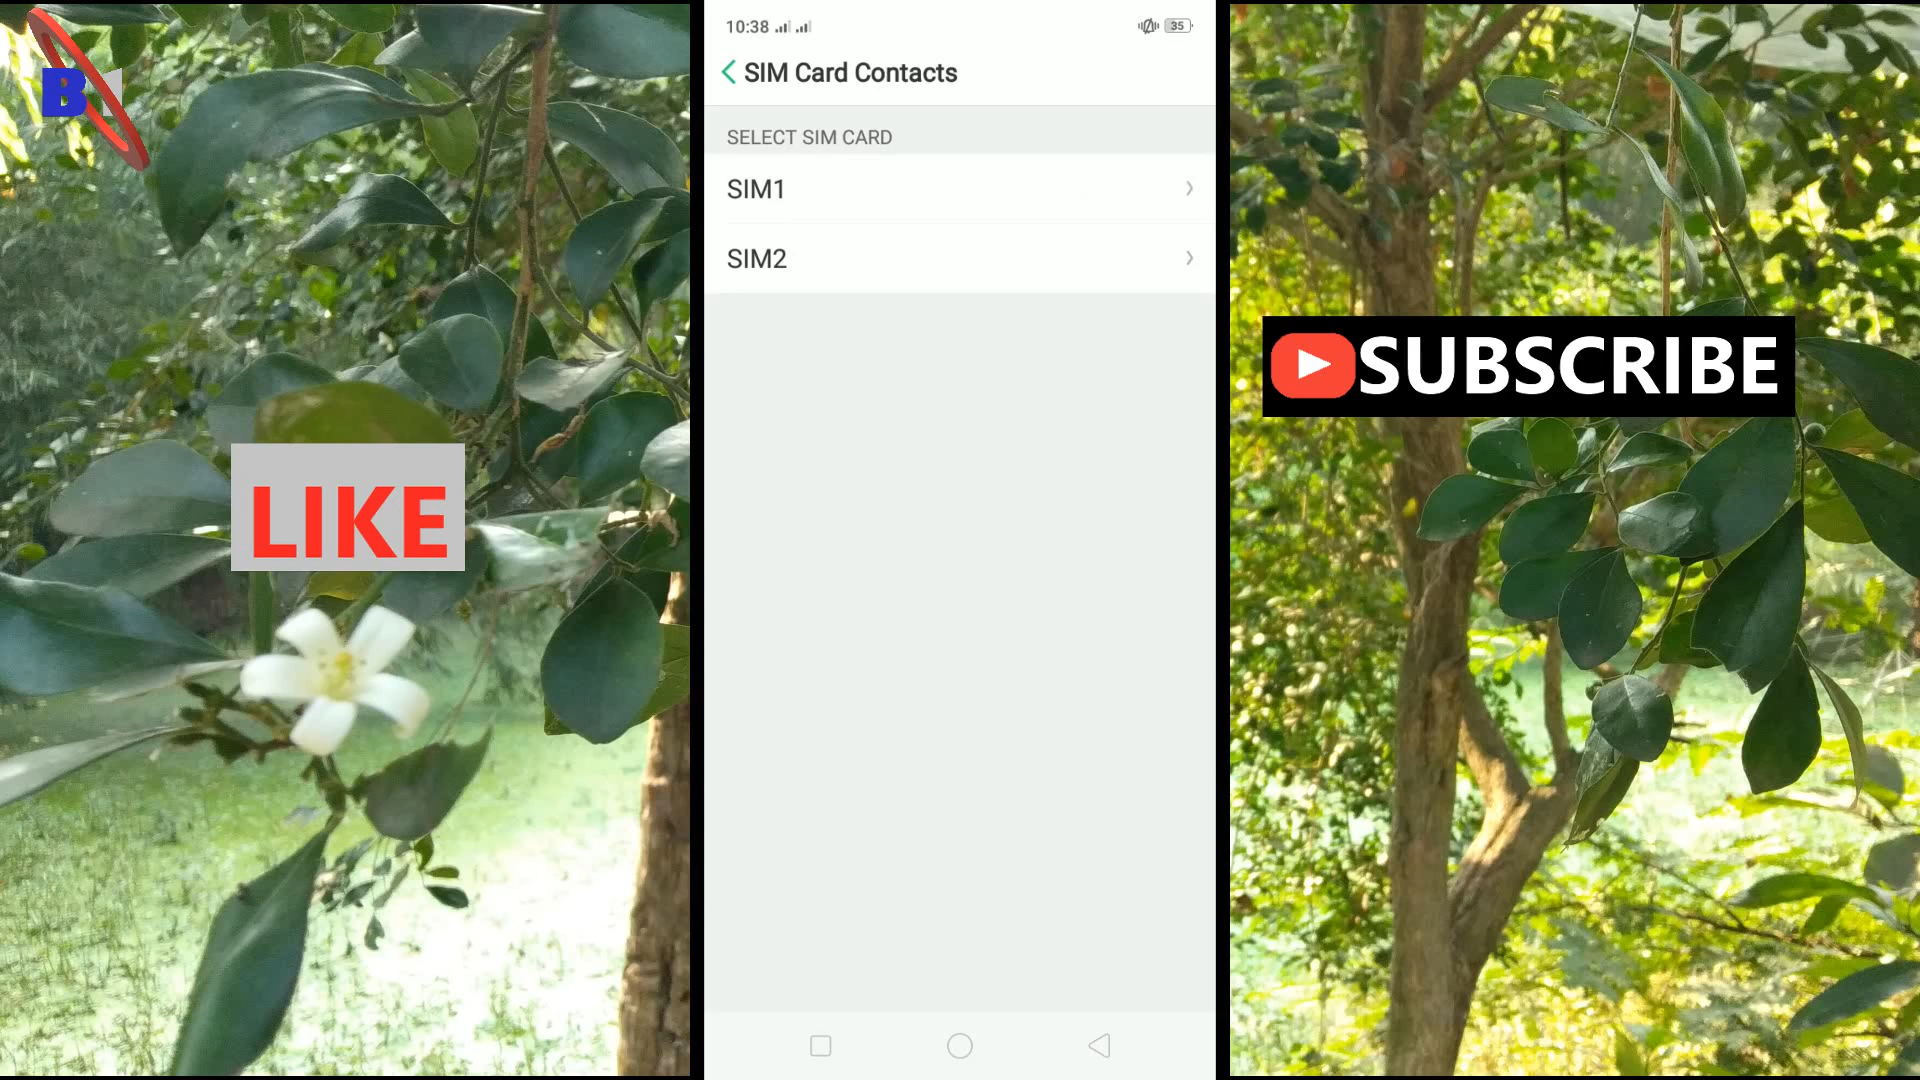 B
10:38
35
SIM Card Contacts
SELECT SIM CARD
SIM1
SIM2
SUBSCRIBE
LIKE